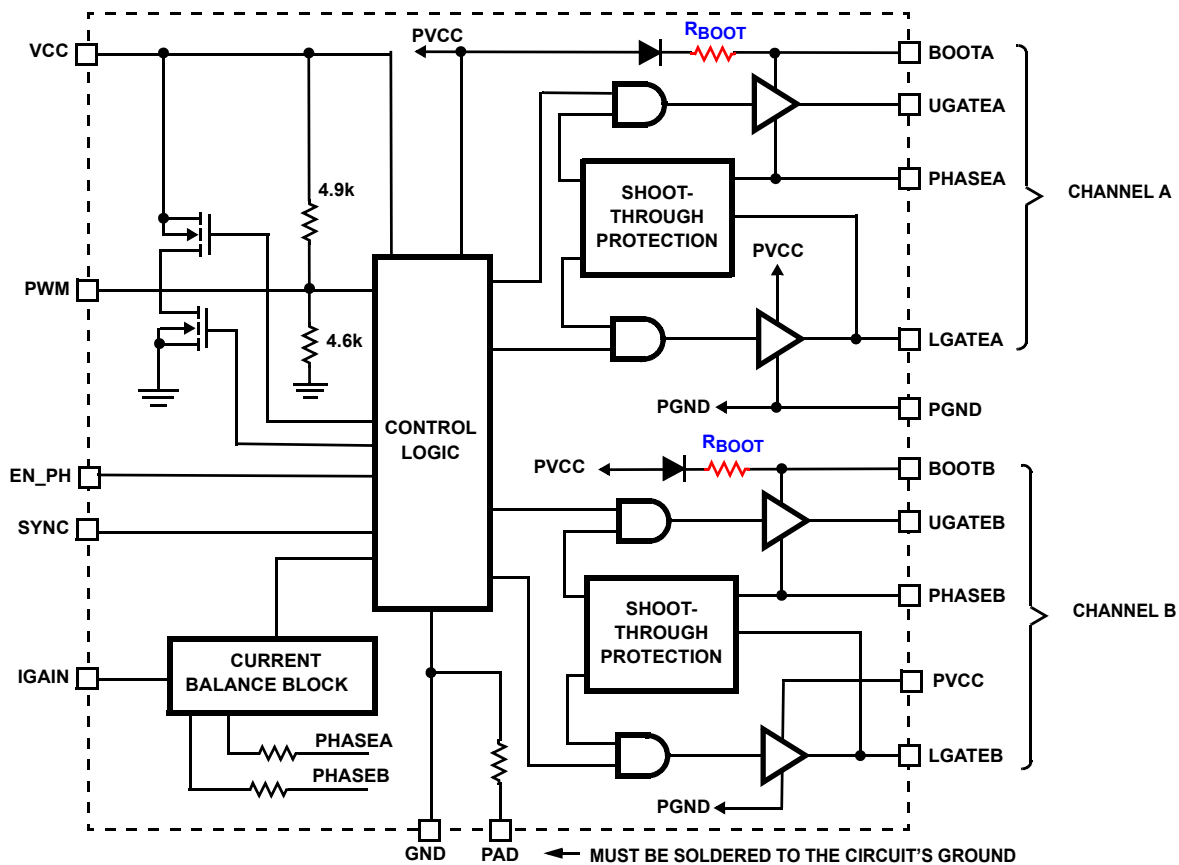 VCC
PVCC
RBOOT
BOOTA
UGATEA
4.9k
SHOOT-
THROUGH
PROTECTION
PHASEA
CHANNEL A
PVCC
PWM
4.6k
LGATEA
PGND
PGND
CONTROL
LOGIC
RBOOT
PVCC
BOOTB
EN_PH
SYNC
UGATEB
SHOOT-
THROUGH
PROTECTION
PHASEB
CHANNEL B
IGAIN
CURRENT
BALANCE BLOCK
PVCC
PHASEA
PHASEB
LGATEB
PGND
GND
PAD
MUST BE SOLDERED TO THE CIRCUIT'S GROUND